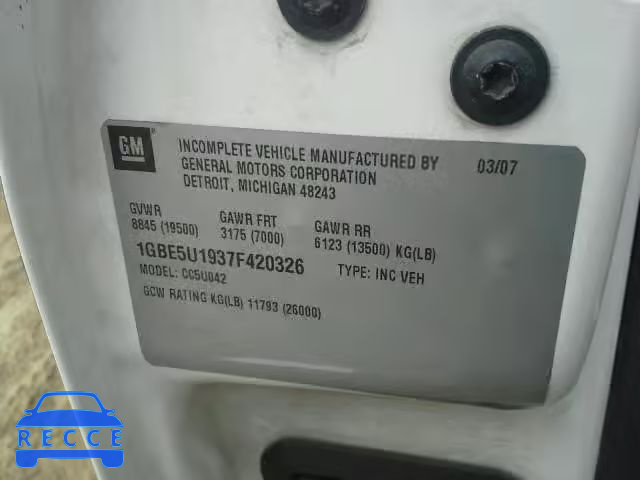 GM
INCOMPLETE VEHICLE MANUFACTURED BY
GENERAL MOTORS CORPORATION
DETROIT, MICHIGAN 48243
03/07
GVWR
8845 (19500)
GAWR FRT
3175 (7000)
GAWR RR
6123 (13500) KG(LB)
1GBE5U1937F420326
TYPE: INC VEH
MODEL: CC5U042
GCW RATING KG(LB) 11793 (26000)
RECCE